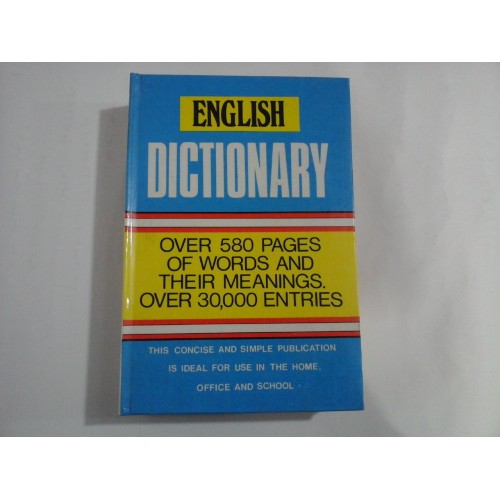 ENGLISH
DICTIONARY
OVER 580 PAGES
OF WORDS AND
THEIR MEANINGS.
OVER 30,000 ENTRIES
THIS CONCISE AND SIMPLE PUBLICATION
IS IDEAL FOR USE IN THE HOME,
OFFICE AND SCHOOL